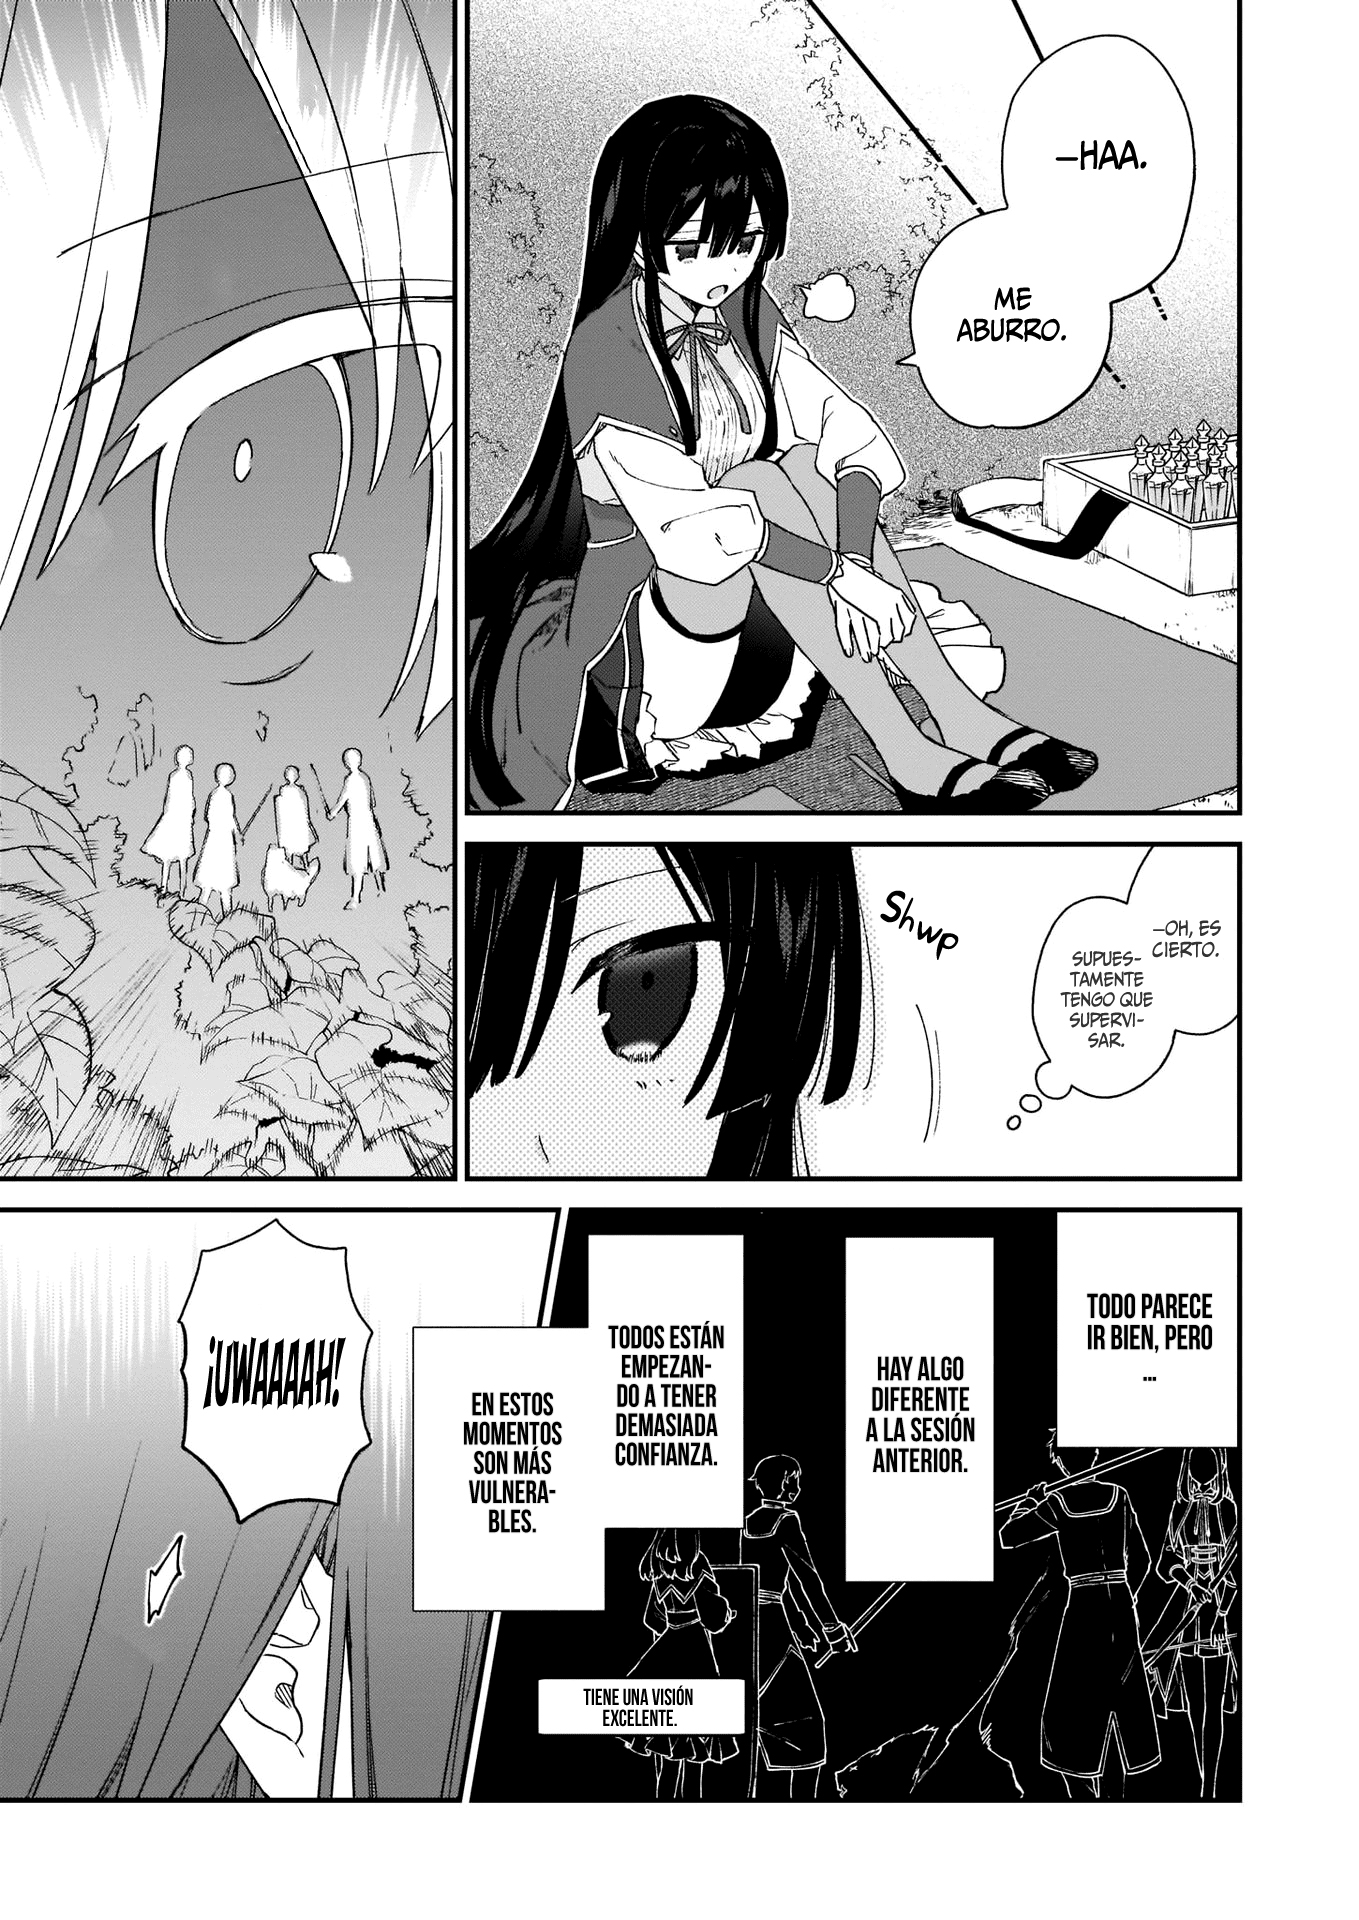 —HAA.
ME
ABURRO.
Shwp
—OH, ES
CIERTO.
SUPUES-
TAMENTE
TENGO QUE
SUPERVI-
SAR.
TODO PARECE
IR BIEN, PERO
...
HAY ALGO
DIFERENTE
A LA SESIÓN
ANTERIOR.
TODOS ESTÁN
EMPEZAN-
DO A TENER
DEMASIADA
CONFIANZA.
EN ESTOS
MOMENTOS
SON MÁS
VULNERA-
BLES.
TIENE UNA VISIÓN
EXCELENTE.
¡UWAAAAH!